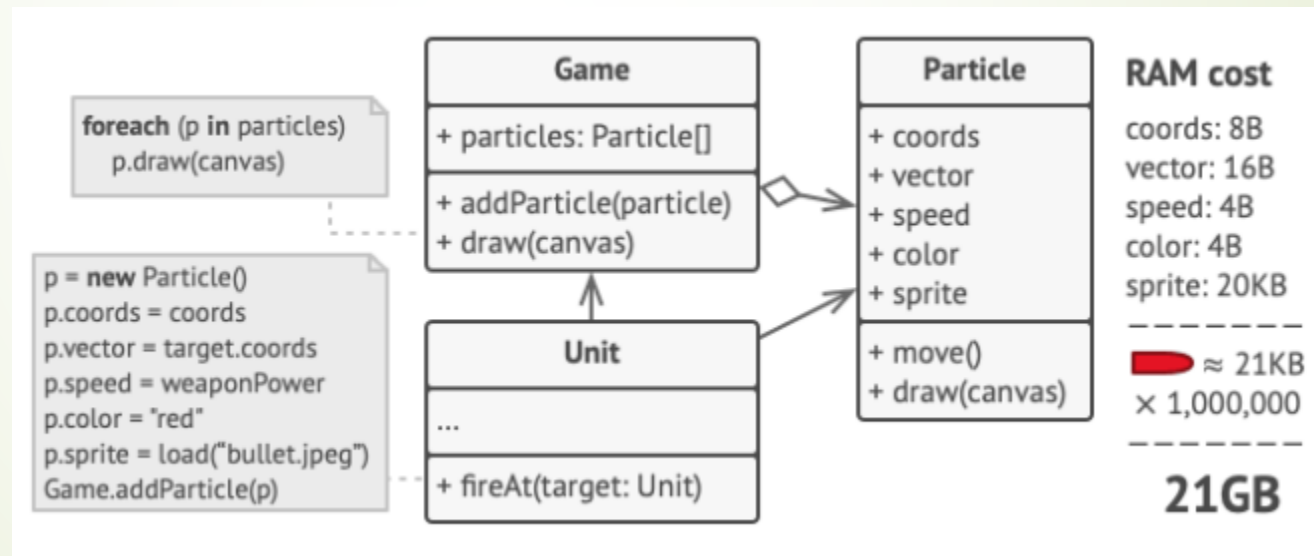 foreach (p in particles)
p.draw(canvas)
p = new Particle()
p.coords = coords
p.vector = target.coords
p.speed = weaponPower
p.color = "red"
p.sprite = load("bullet.jpeg")
Game.addParticle(p)
Game
+ particles: Particle[]
+ addParticle(particle)
+ draw(canvas)
Unit
...
+ fireAt(target: Unit)
Particle
+ coords
+ vector
+ speed
+ color
+ sprite
+ move()
+ draw(canvas)
RAM cost
coords: 8B
vector: 16B
speed: 4B
color: 4B
sprite: 20KB
≈ 21KB
× 1,000,000
21GB